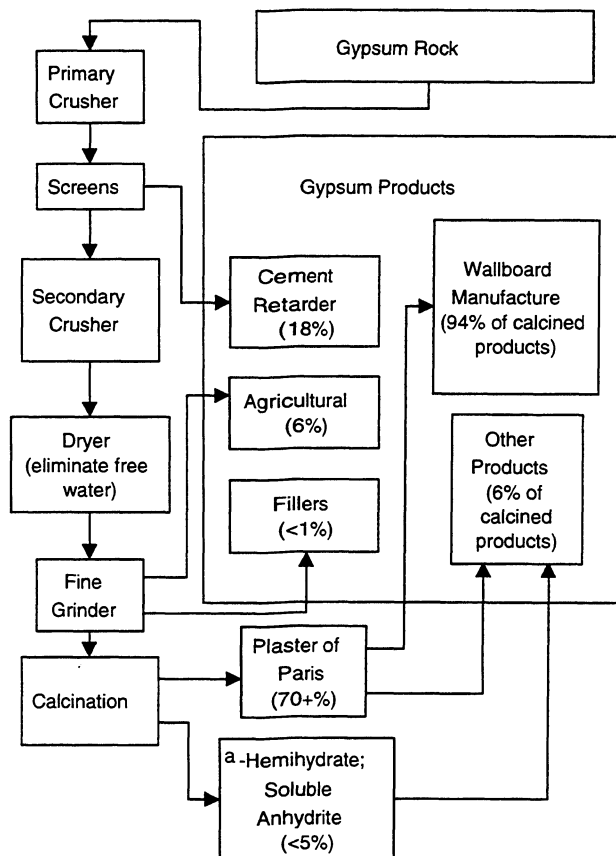 Gypsum Rock
Primary
Crusher
Screens
Gypsum Products
Cement
Retarder
(18%)
Wallboard
Manufacture
(94% of calcined
products)
Secondary
Crusher
Agricultural
(6%)
Dryer
(eliminate free
water)
Other
Products
(6% of
calcined
products)
Fillers
(<1%)
Fine
Grinder
Plaster of
Paris
(70+%)
Calcination
a-Hemihydrate;
Soluble
Anhydrite
(<5%)